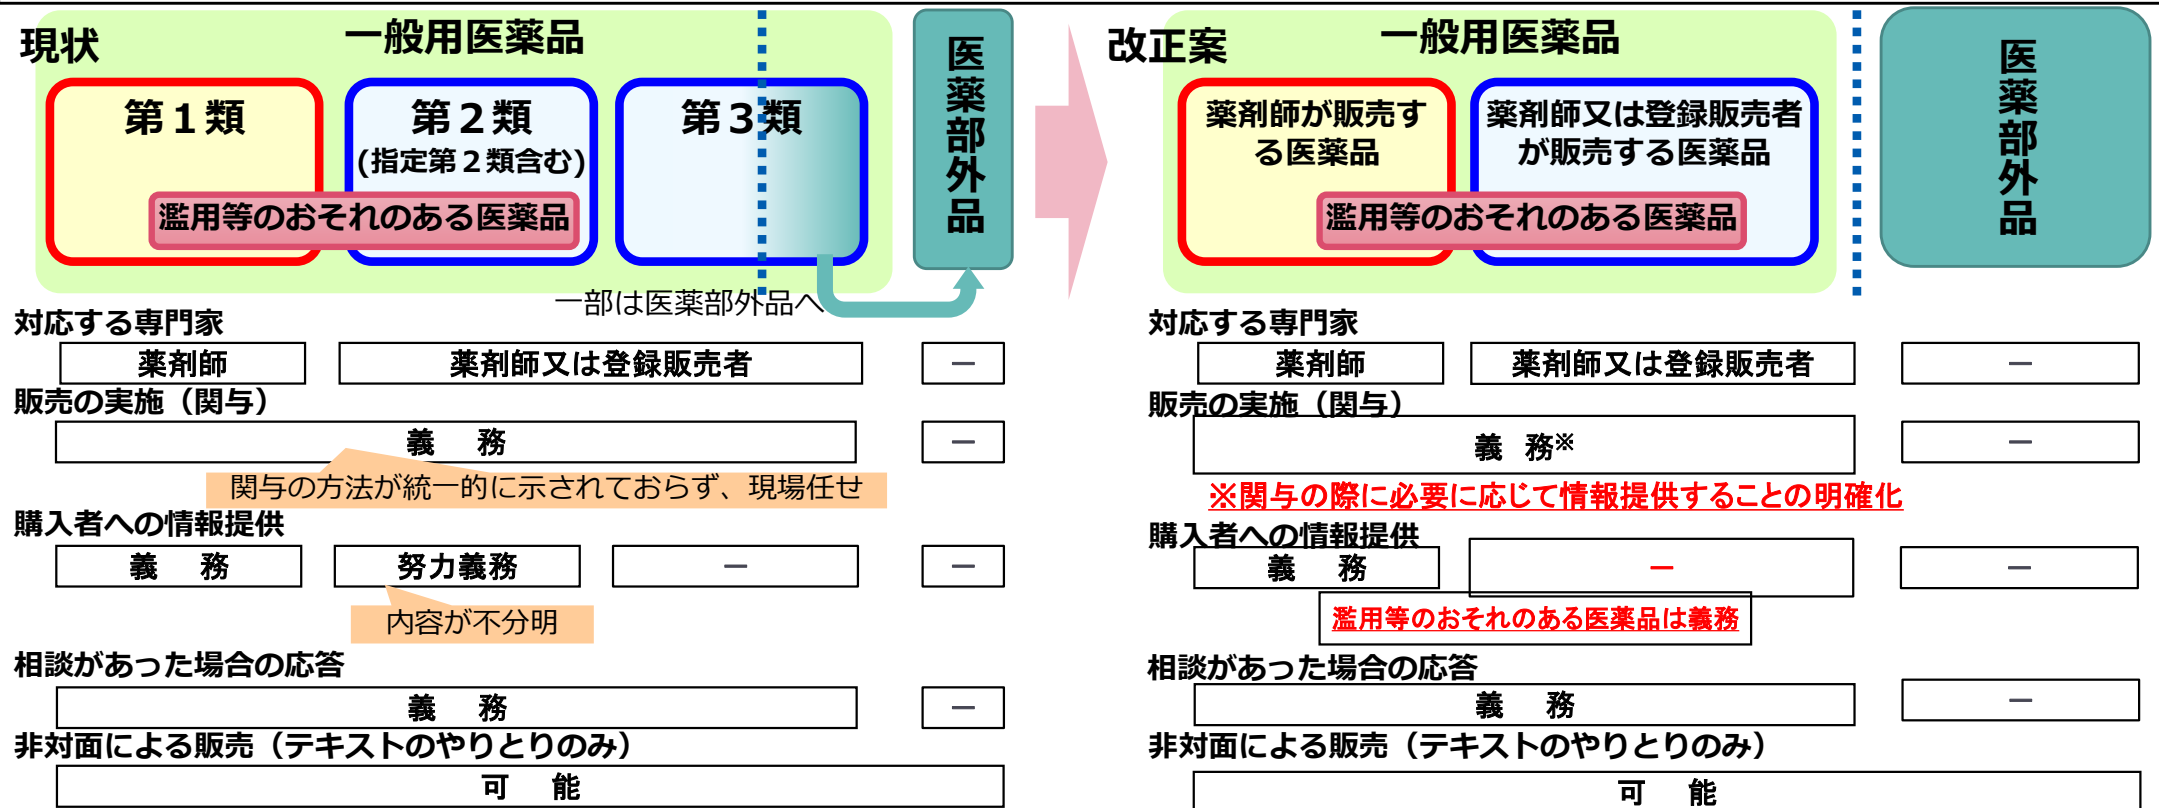 現状
一般用医薬品
第１類
第２類
(指定第２類含む)
第３類
濫用等のおそれのある医薬品
医薬部外品
一部は医薬部外品へ
対応する専門家
薬剤師
薬剤師又は登録販売者
－
販売の実施（関与）
義　務
－
関与の方法が統一的に示されておらず、現場任せ
購入者への情報提供
義　務
努力義務
－
－
内容が不分明
相談があった場合の応答
義　務
－
非対面による販売（テキストのやりとりのみ）
可　能
改正案
一般用医薬品
薬剤師が販売す
る医薬品
薬剤師又は登録販売者
が販売する医薬品
濫用等のおそれのある医薬品
医薬部外品
対応する専門家
薬剤師
薬剤師又は登録販売者
－
販売の実施（関与）
義　務※
－
※関与の際に必要に応じて情報提供することの明確化
購入者への情報提供
義　務
－
－
濫用等のおそれのある医薬品は義務
相談があった場合の応答
義　務
－
非対面による販売（テキストのやりとりのみ）
可　能